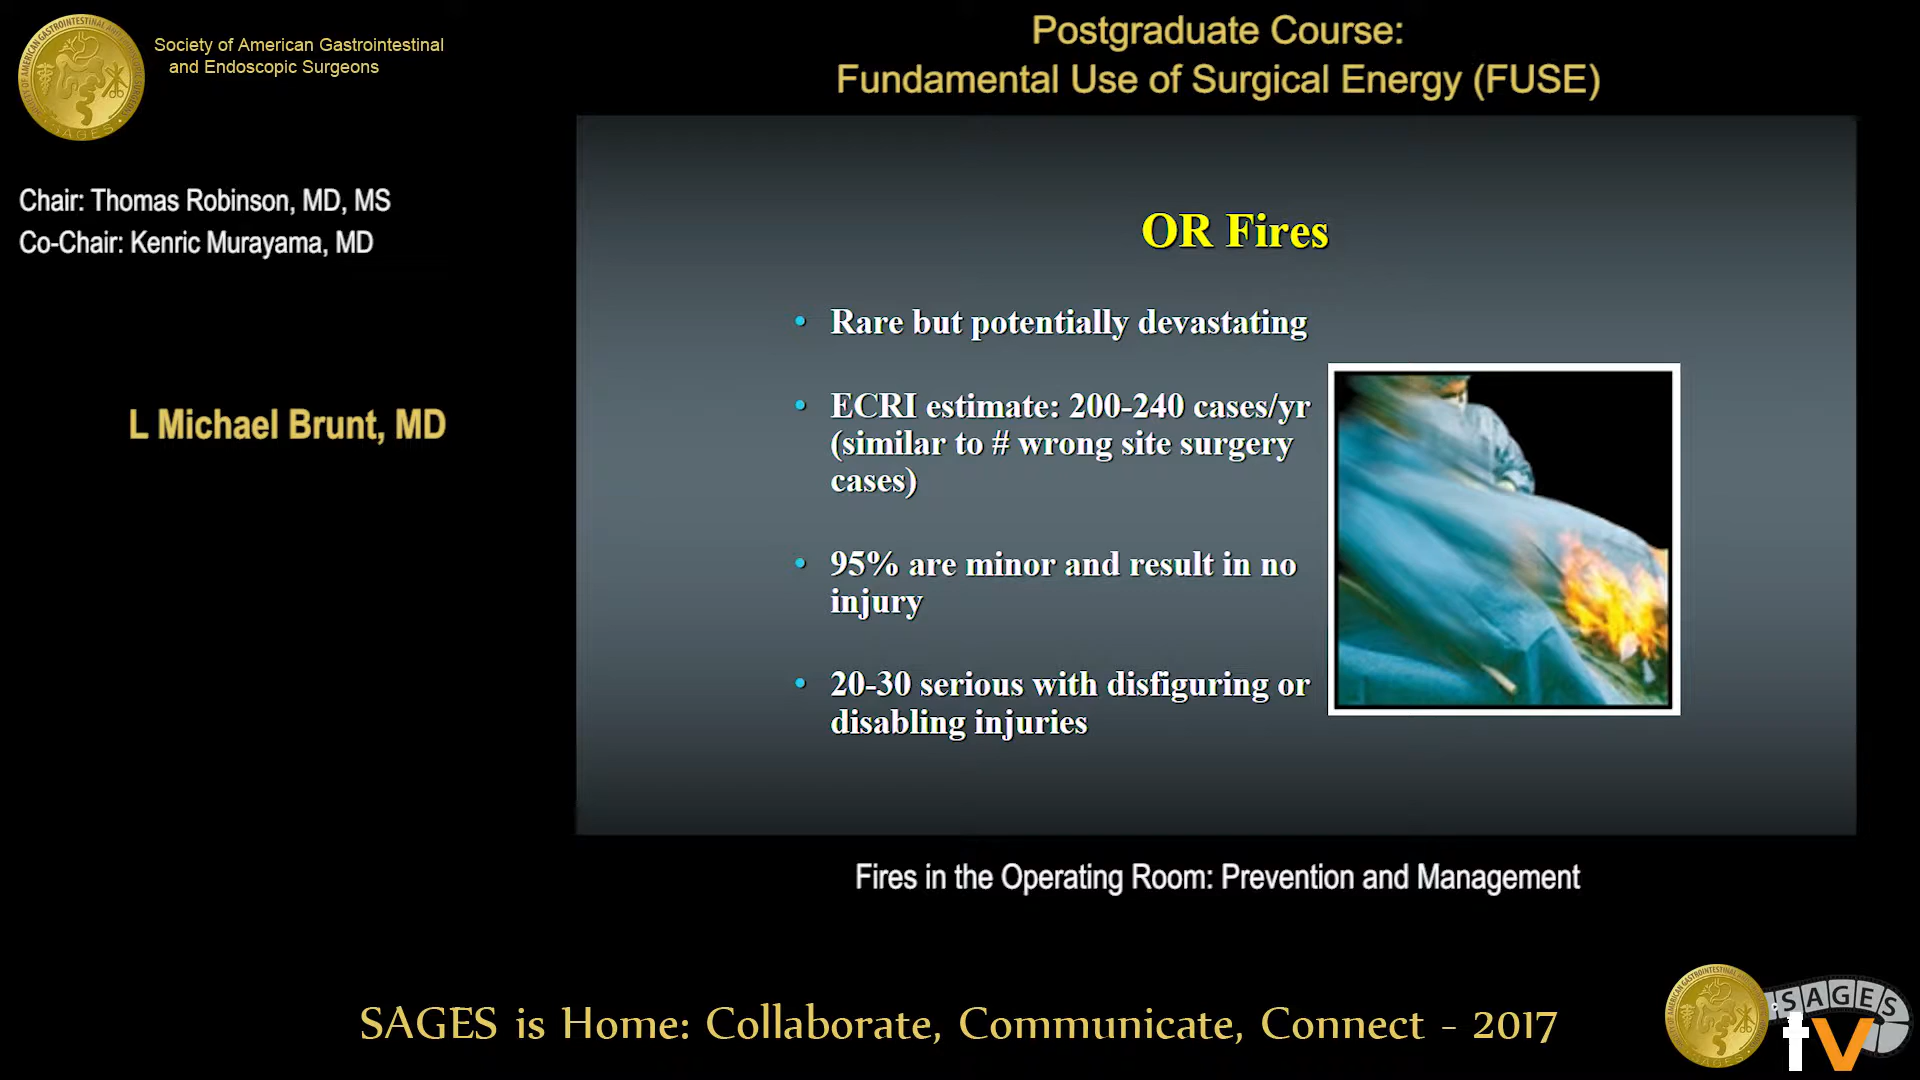 Society of American Gastrointestinal
and Endoscopic Surgeons
Postgraduate Course:
Fundamental Use of Surgical Energy (FUSE)
Chair: Thomas Robinson, MD, MS
Co-Chair: Kenric Murayama, MD
L Michael Brunt, MD
OR Fires
• Rare but potentially devastating
• ECRI estimate: 200-240 cases/yr
(similar to # wrong site surgery
cases)
• 95% are minor and result in no
injury
• 20-30 serious with disfiguring or
disabling injuries
Fires in the Operating Room: Prevention and Management
SAGES is Home: Collaborate, Communicate, Connect - 2017
SAGES
tv